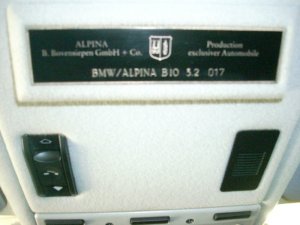 ALPINA
B. Bovensiepen GmbH + Co.
Production
exclusiver Automobile
BMW/ALPINA B10 3.2 017